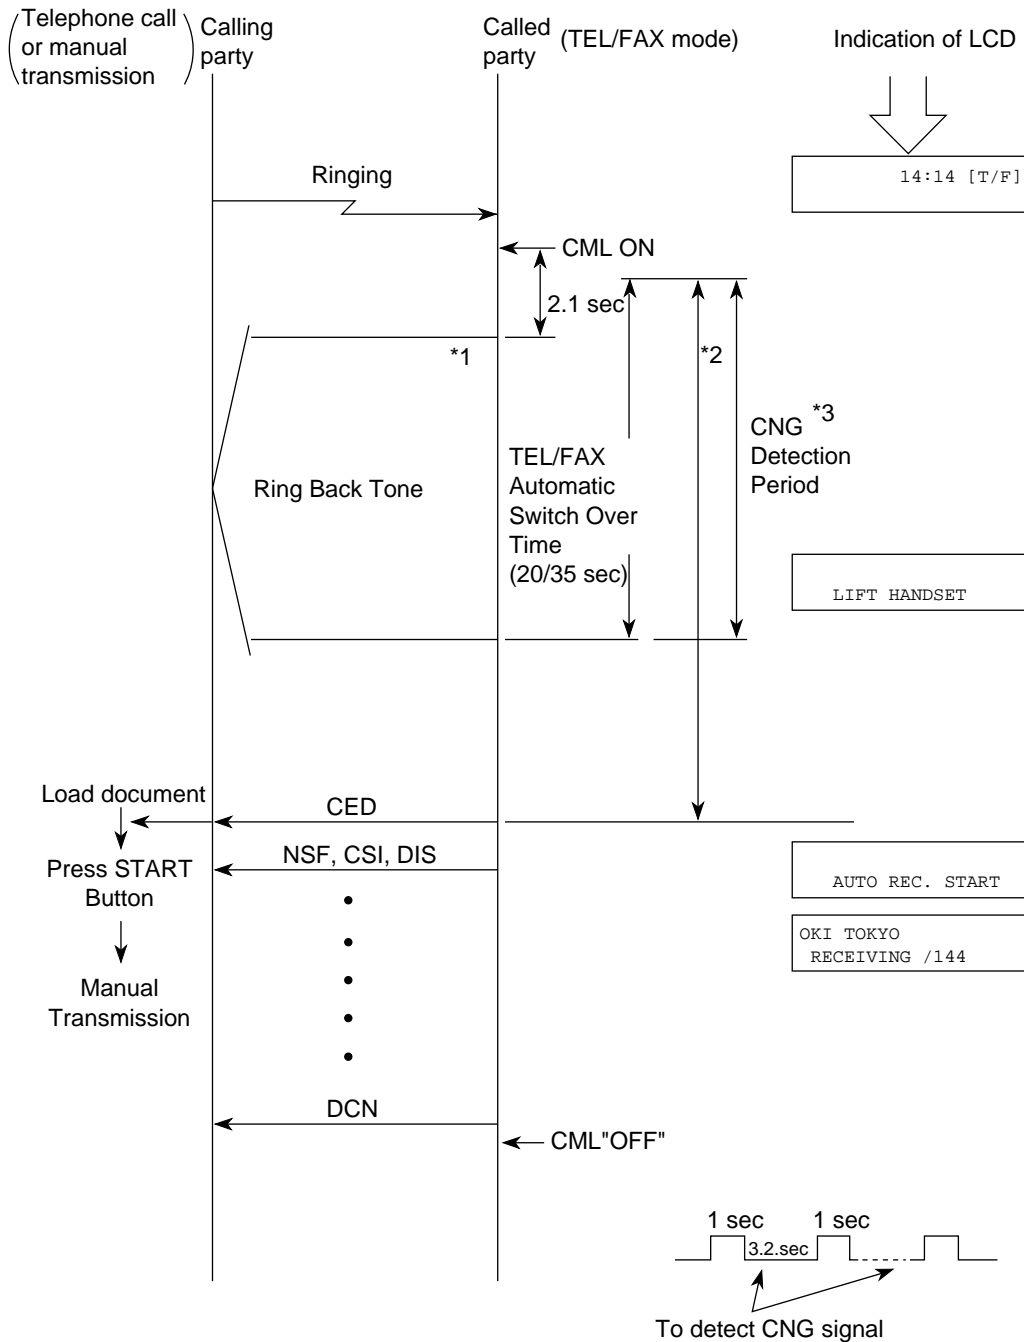 (Telephone call
or manual
transmission)
Calling
party
Called
party
(TEL/FAX mode)
Indication of LCD
14:14 [T/F]
Ringing
CML ON
2.1 sec
*1
*2
CNG *3
Detection
Period
Ring Back Tone
TEL/FAX
Automatic
Switch Over
Time
(20/35 sec)
LIFT HANDSET
Load document
CED
NSF, CSI, DIS
Press START
Button
AUTO REC. START
OKI TOKYO
RECEIVING /144
Manual
Transmission
DCN
CML"OFF"
1 sec
1 sec
3.2.sec
To detect CNG signal